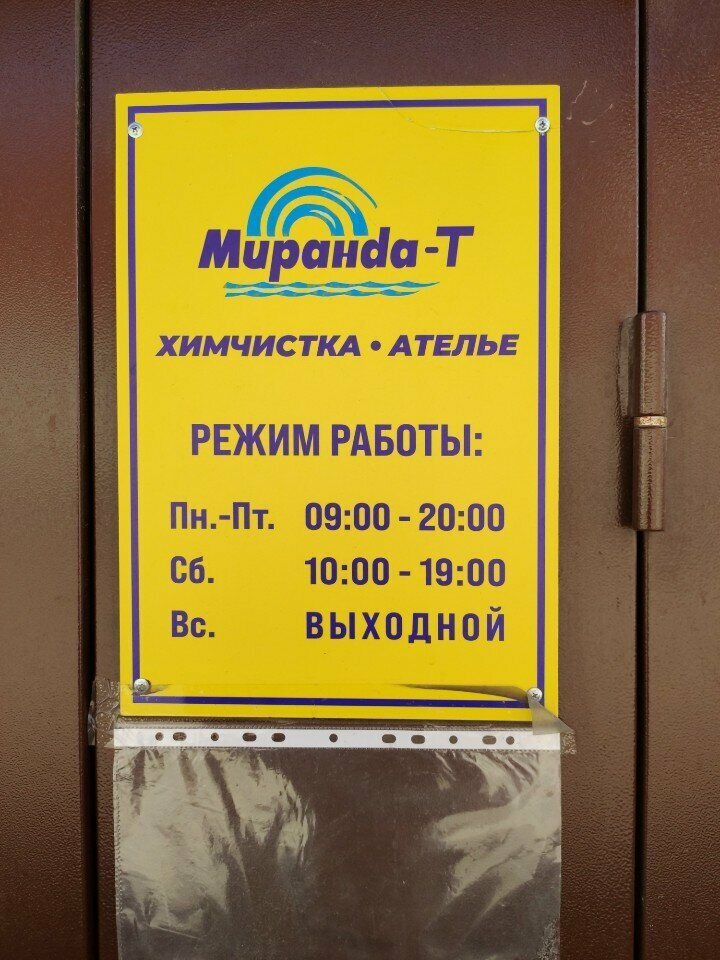 Миранда-Т
ХИМЧИСТКА • АТЕЛЬЕ
РЕЖИМ РАБОТЫ:
Пн.-Пт. 09:00 - 20:00
Сб. 10:00 - 19:00
Вс. ВЫХОДНОЙ